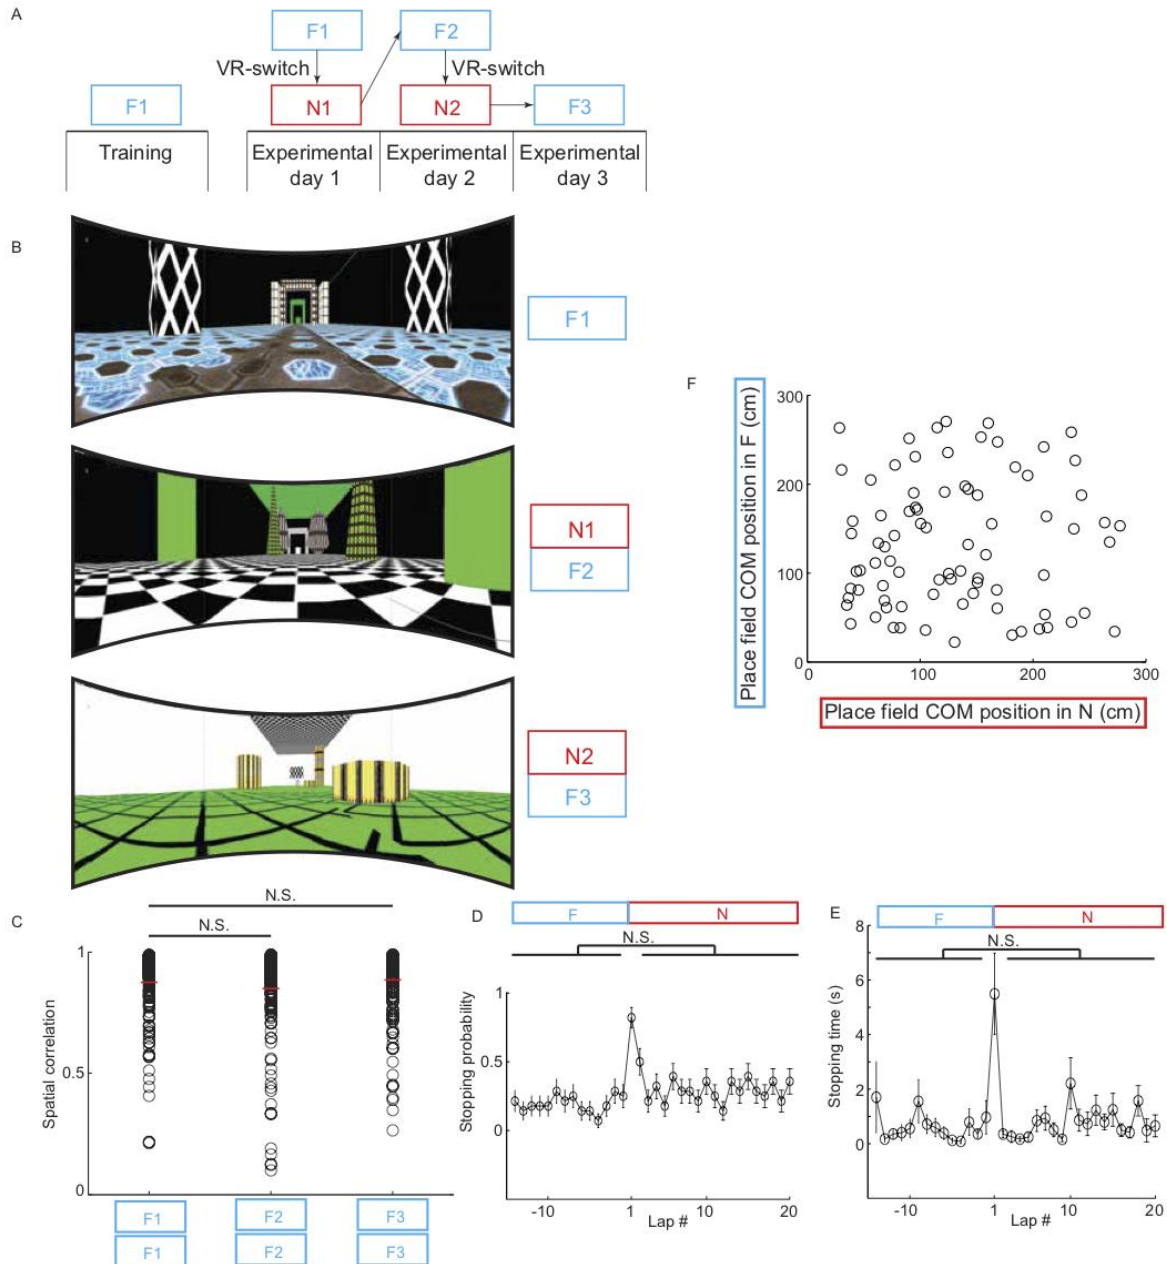 A
F1
F2
VR-switch
VR-switch
F1
N1
N2
F3
Training
Experimental day 1
Experimental day 2
Experimental day 3
B
F1
N1
F2
N2
F3
C
N.S.
N.S.
Spatial correlation
1
0.5
0
F1
F2
F3
F1
F2
F3
D
F
N
N.S.
Stopping probability
1
0.5
0
-10
1
10
20
Lap #
E
F
N
N.S.
Stopping time (s)
8
6
4
2
0
-10
1
10
20
Lap #
F
Place field COM position in F (cm)
300
200
100
0
0
100
200
300
Place field COM position in N (cm)